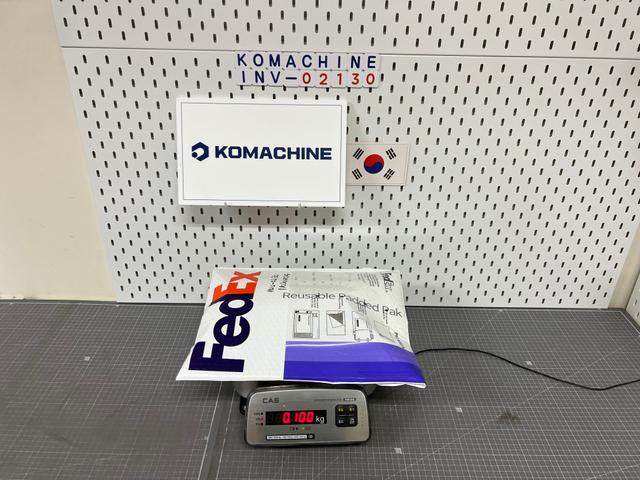 KOMACHINE
INV-02130
KOMACHINE
FedEx
Reusable Padded Pak
CAS
0.100 kg